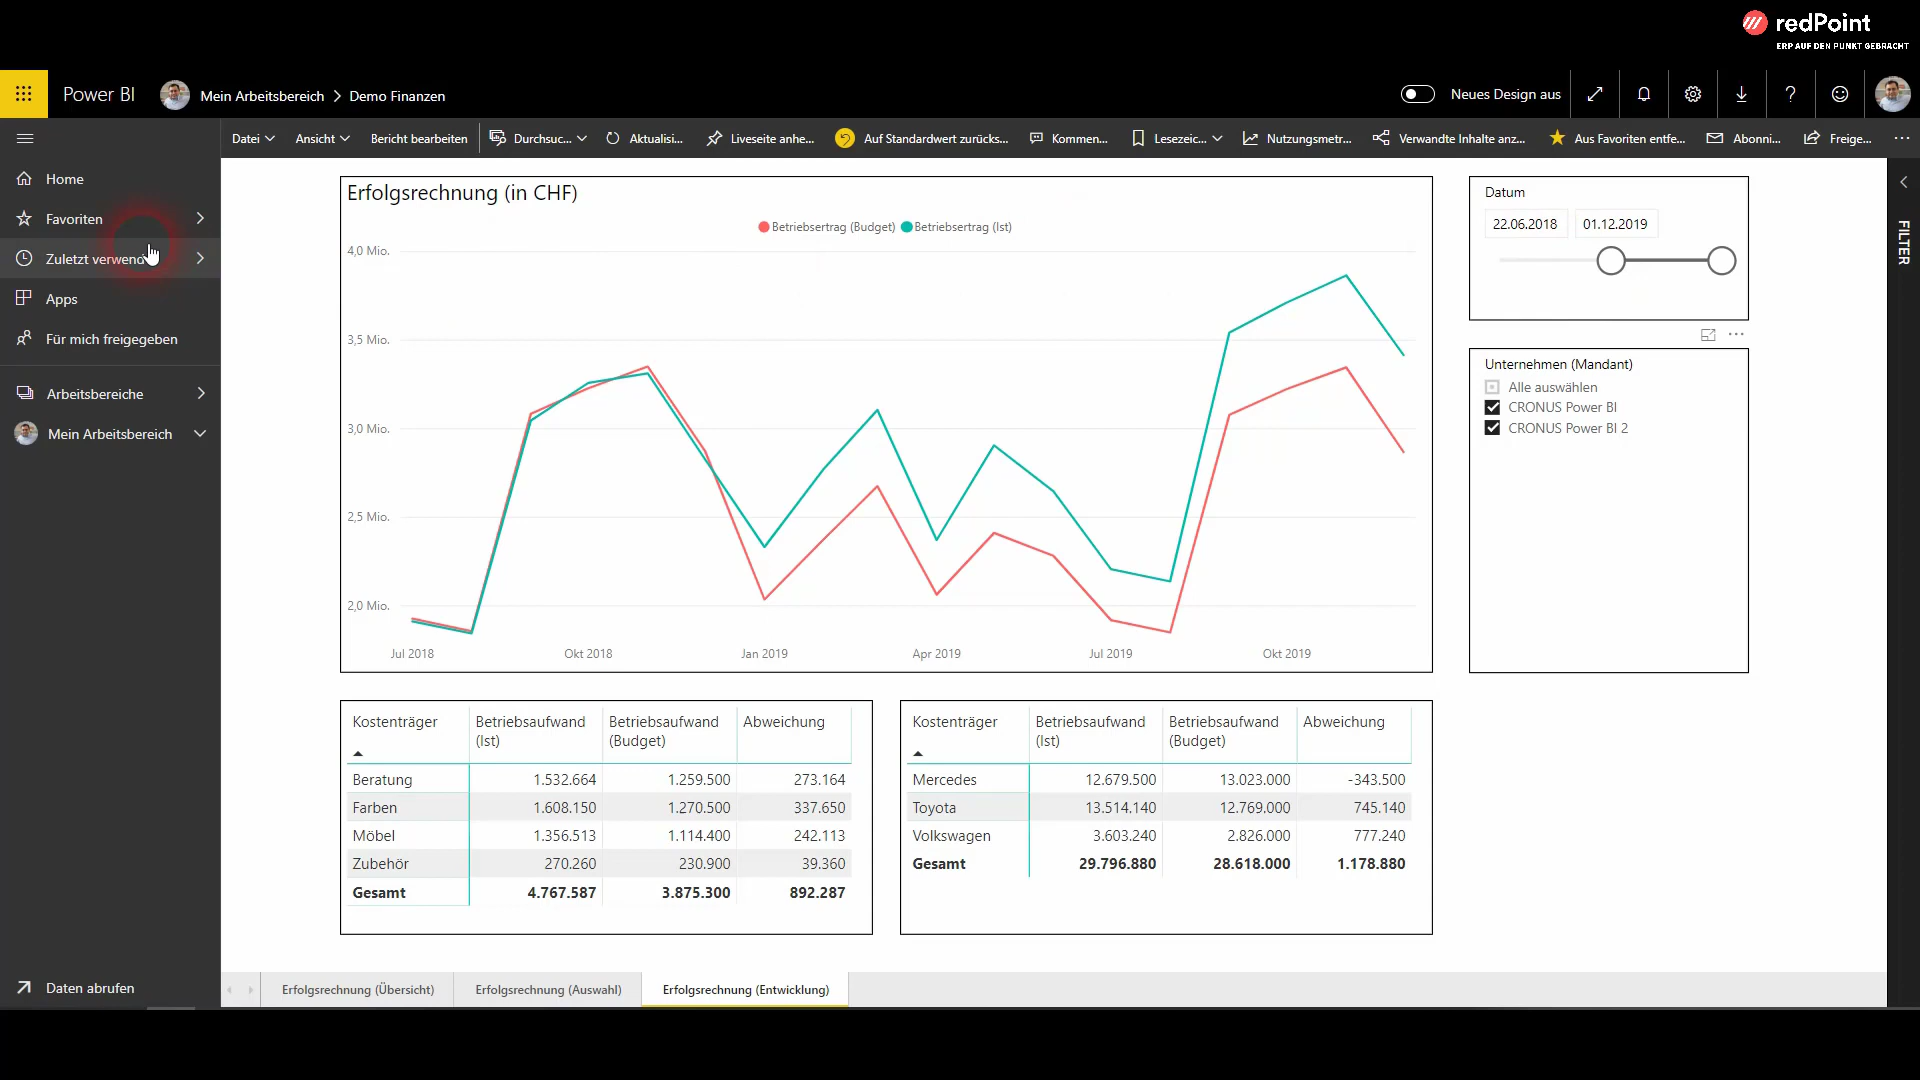 redPoint
ERP AUF DEN PUNKT GEBRACHT
Power BI
Mein Arbeitsbereich > Demo Finanzen
Neues Design aus
Datei
Ansicht
Bericht bearbeiten
Durchsuc...
Aktualisi...
Liveseite anhe...
Auf Standardwert zurücks...
Kommen...
Lesezeic...
Nutzungsmetr...
Verwandte Inhalte anz...
Aus Favoriten entfe...
Abonni...
Freige...
Home
Favoriten
Zuletzt verwend
Apps
Für mich freigegeben
Arbeitsbereiche
Mein Arbeitsbereich
Daten abrufen
Erfolgsrechnung (in CHF)
Betriebsertrag (Budget) Betriebsertrag (Ist)
4,0 Mio.
3,5 Mio.
3,0 Mio.
2,5 Mio.
2,0 Mio.
Jul 2018 Okt 2018 Jan 2019 Apr 2019 Jul 2019 Okt 2019
Datum
22.06.2018 01.12.2019
Unternehmen (Mandant)
Alle auswählen
CRONUS Power BI
CRONUS Power BI 2
FILTER
Kostenträger Betriebsaufwand (Ist) Betriebsaufwand (Budget) Abweichung
Beratung 1.532.664 1.259.500 273.164
Farben 1.608.150 1.270.500 337.650
Möbel 1.356.513 1.114.400 242.113
Zubehör 270.260 230.900 39.360
Gesamt 4.767.587 3.875.300 892.287
Kostenträger Betriebsaufwand (Ist) Betriebsaufwand (Budget) Abweichung
Mercedes 12.679.500 13.023.000 -343.500
Toyota 13.514.140 12.769.000 745.140
Volkswagen 3.603.240 2.826.000 777.240
Gesamt 29.796.880 28.618.000 1.178.880
Erfolgsrechnung (Übersicht)
Erfolgsrechnung (Auswahl)
Erfolgsrechnung (Entwicklung)